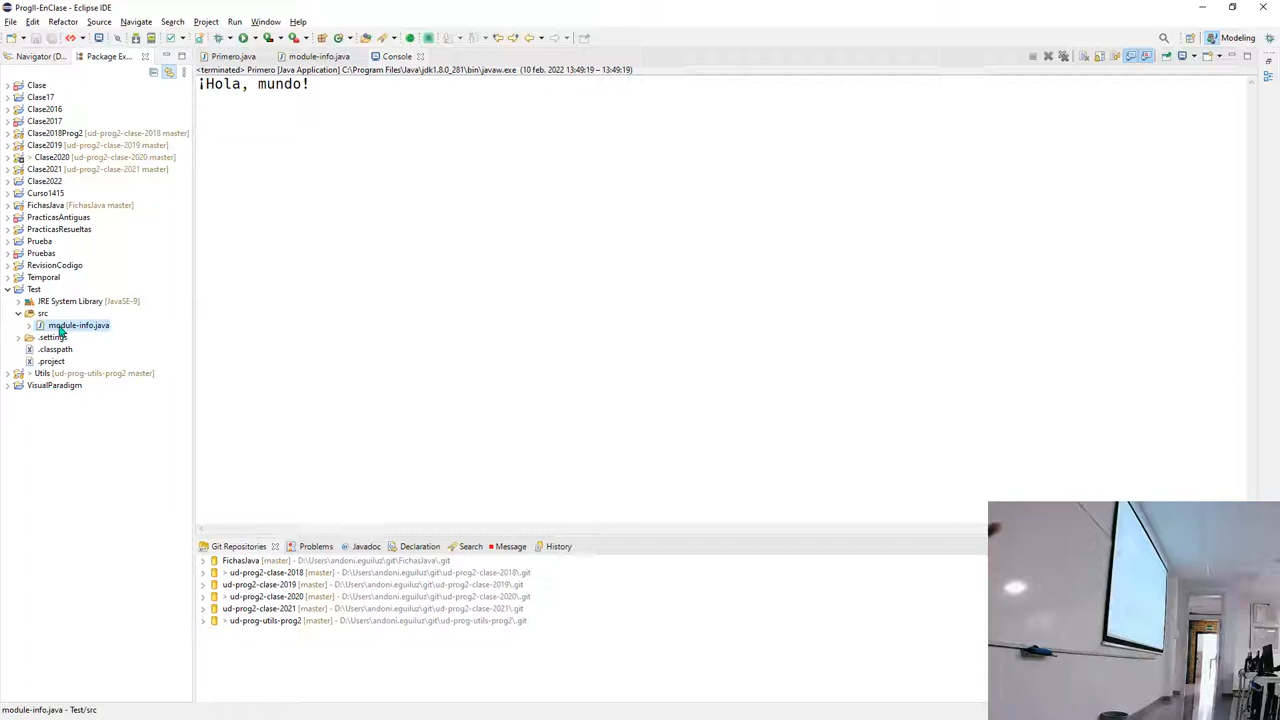 ProgII-EnClase - Eclipse IDE
File Edit Refactor Source Navigate Search Project Run Window Help
Modeling
Navigator (D... Package Ex... Primero.java module-info.java Console
<terminated> Primero [Java Application] C:\Program Files\Java\jdk1.8.0_281\bin\javaw.exe (10 feb. 2022 13:49:19 – 13:49:19)
¡Hola, mundo!
Clase
Clase17
Clase2016
Clase2017
Clase2018Prog2 [ud-prog2-clase-2018 master]
Clase2019 [ud-prog2-clase-2019 master]
> Clase2020 [ud-prog2-clase-2020 master]
Clase2021 [ud-prog2-clase-2021 master]
Clase2022
Curso1415
FichasJava [FichasJava master]
PracticasAntiguas
PracticasResueltas
Prueba
Pruebas
RevisionCodigo
Temporal
Test
JRE System Library [JavaSE-9]
src
module-info.java
.settings
.classpath
.project
> Utils [ud-prog-utils-prog2 master]
VisualParadigm
Git Repositories Problems @ Javadoc Declaration Search Message History
FichasJava [master] - D:\Users\andoni.eguiluz\git\FichasJava\.git
> ud-prog2-clase-2018 [master] - D:\Users\andoni.eguiluz\git\ud-prog2-clase-2018\.git
ud-prog2-clase-2019 [master] - D:\Users\andoni.eguiluz\git\ud-prog2-clase-2019\.git
> ud-prog2-clase-2020 [master] - D:\Users\andoni.eguiluz\git\ud-prog2-clase-2020\.git
ud-prog2-clase-2021 [master] - D:\Users\andoni.eguiluz\git\ud-prog2-clase-2021\.git
> ud-prog-utils-prog2 [master] - D:\Users\andoni.eguiluz\git\ud-prog-utils-prog2\.git
module-info.java - Test/src